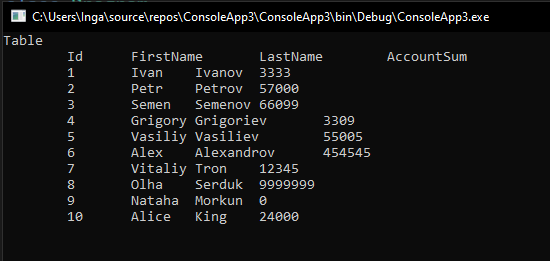 C:\Users\Inga\source\repos\ConsoleApp3\ConsoleApp3\bin\Debug\ConsoleApp3.exe
Table
Id FirstName LastName AccountSum
1 Ivan Ivanov 3333
2 Petr Petrov 57000
3 Semen Semenov 66099
4 Grigory Grigoriev 3309
5 Vasiliy Vasiliev 55005
6 Alex Alexandrov 454545
7 Vitaliy Tron 12345
8 Olha Serduk 9999999
9 Nataha Morkun 0
10 Alice King 24000